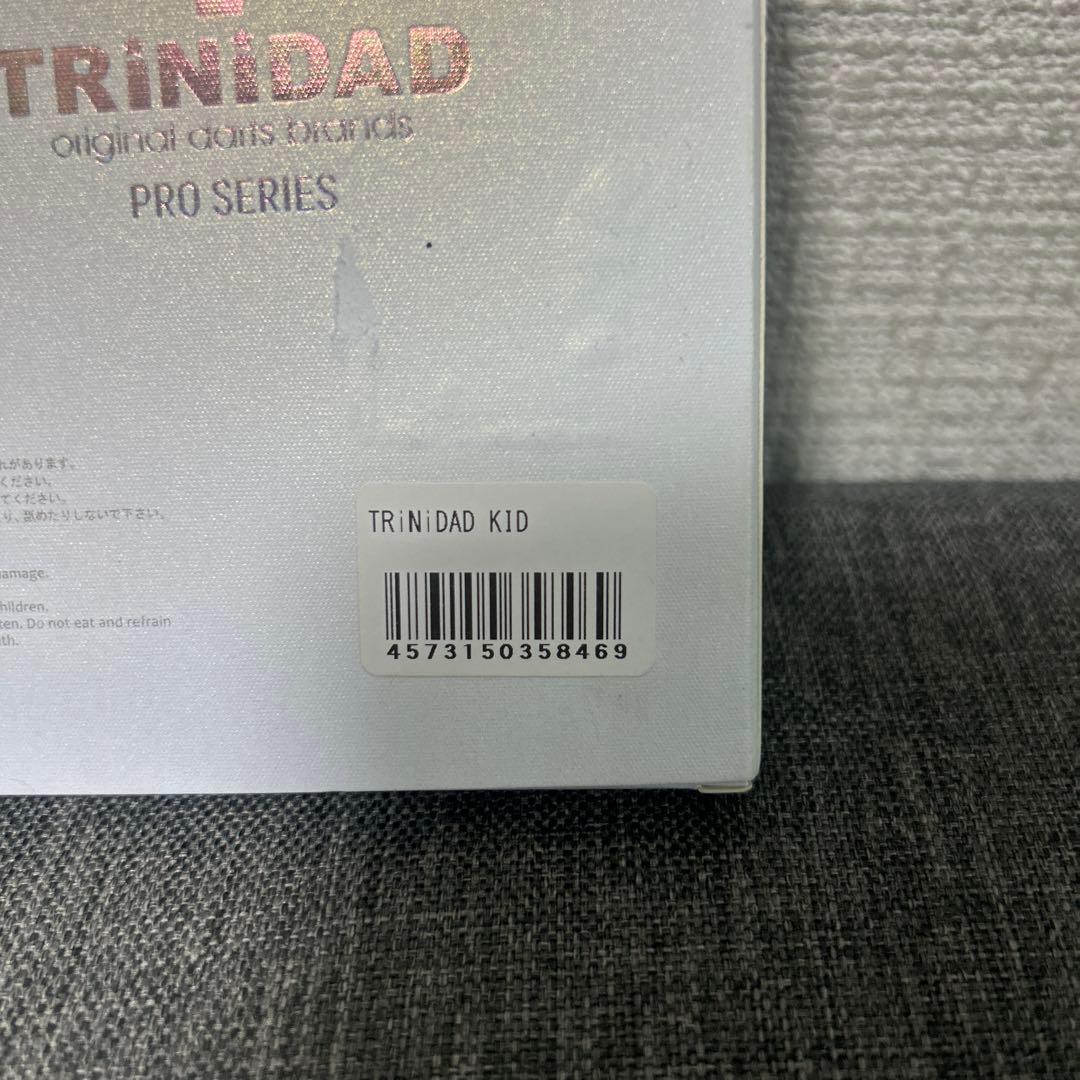 TRiNiDAD
original darts brands
PRO SERIES
れがあります。
ください。
てください。
り、舐めたりしないで下さい。
damage.
hildren.
ten. Do not eat and refrain
th.
TRiNiDAD KID
4573150358469